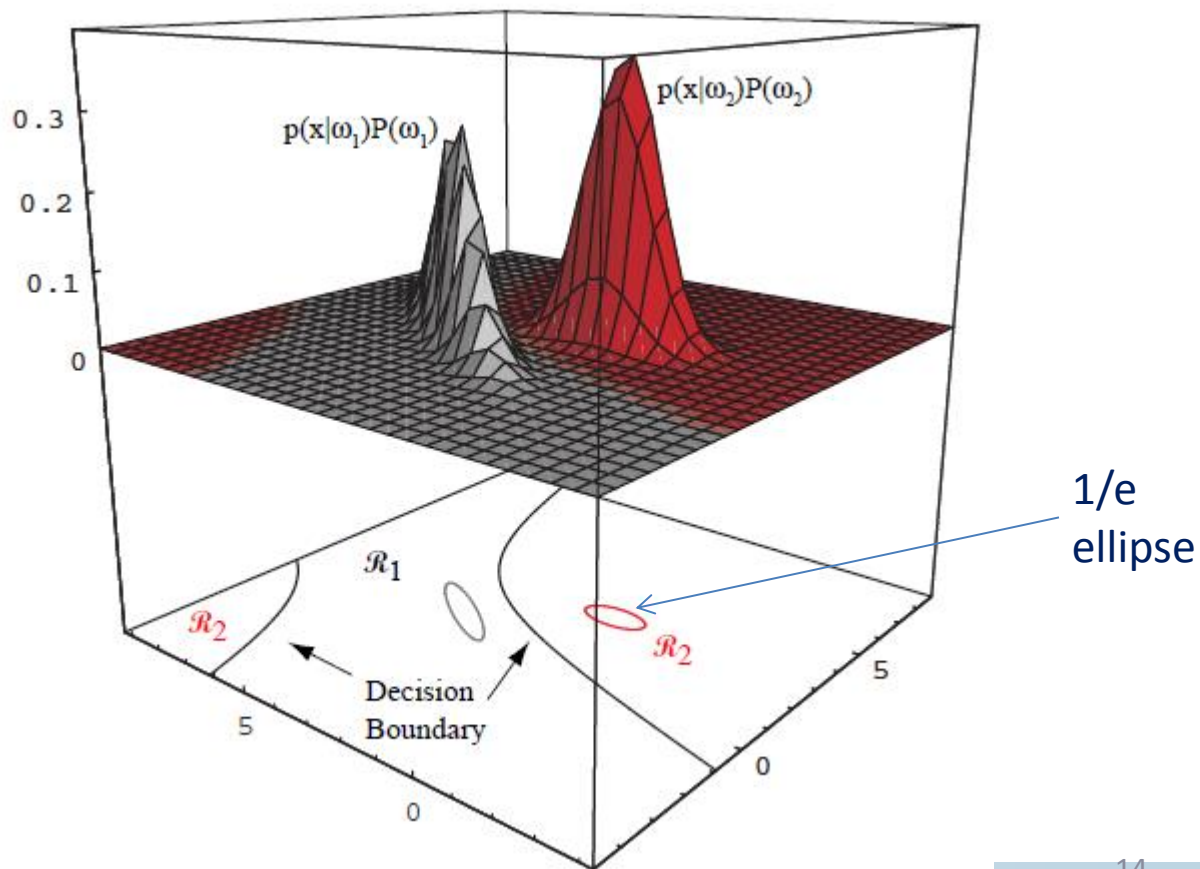 p(x|ω₂)P(ω₂)
0.3
p(x|ω₁)P(ω₁)
0.2
0.1
0
1/e
ellipse
ℛ₁
ℛ₂
ℛ₂
5
Decision
Boundary
5
0
0
14